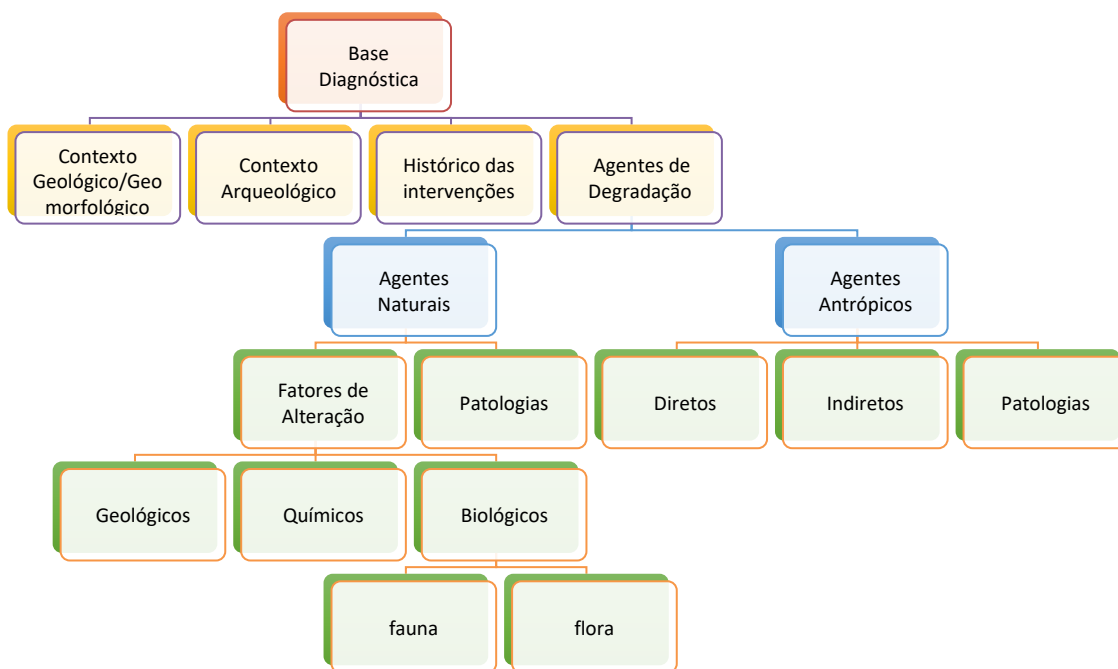 Base
Diagnóstica
Contexto
Geológico/Geo
morfológico
Contexto
Arqueológico
Histórico das
intervenções
Agentes de
Degradação
Agentes
Naturais
Agentes
Antrópicos
Fatores de
Alteração
Patologias
Diretos
Indiretos
Patologias
Geológicos
Químicos
Biológicos
fauna
flora